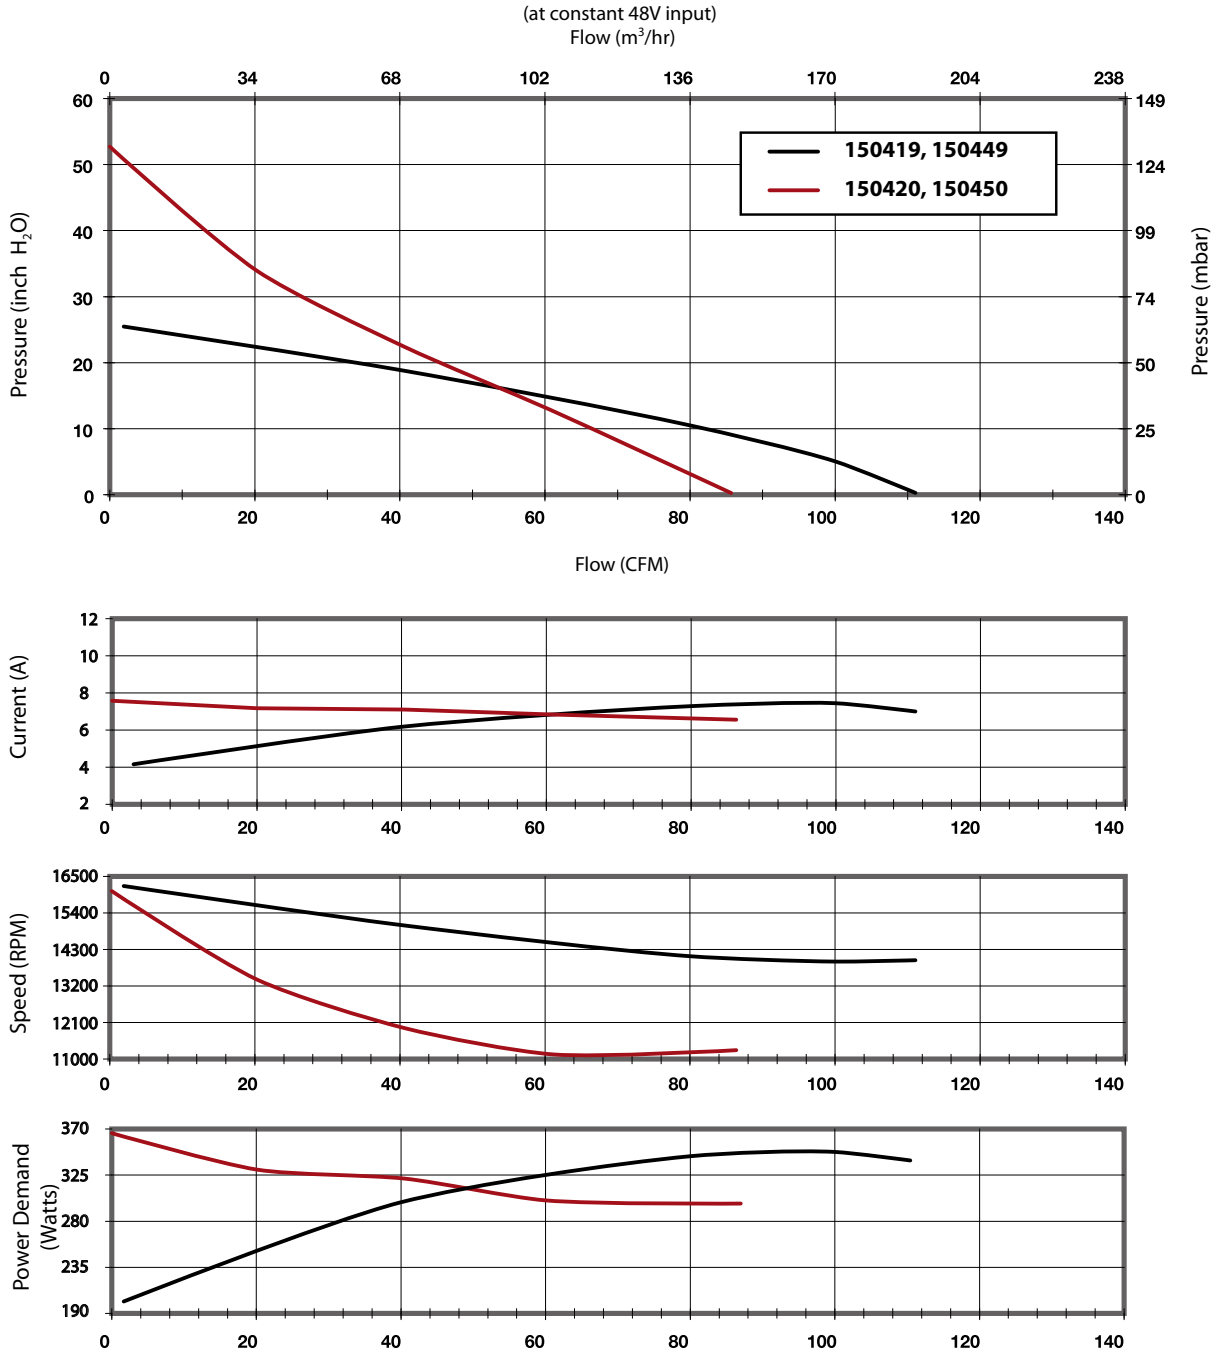 (at constant 48V input)
Flow (m³/hr)
0 34 68 102 136 170 204 238
60 149
150419, 150449
50 124
150420, 150450
40 99
30 74
20 50
10 25
0 0
Pressure (inch H₂O)
Pressure (mbar)
0 20 40 60 80 100 120 140
Flow (CFM)
12
10
8
6
4
2
Current (A)
0 20 40 60 80 100 120 140
16500
15400
14300
13200
12100
11000
Speed (RPM)
0 20 40 60 80 100 120 140
370
325
280
235
190
Power Demand
(Watts)
0 20 40 60 80 100 120 140